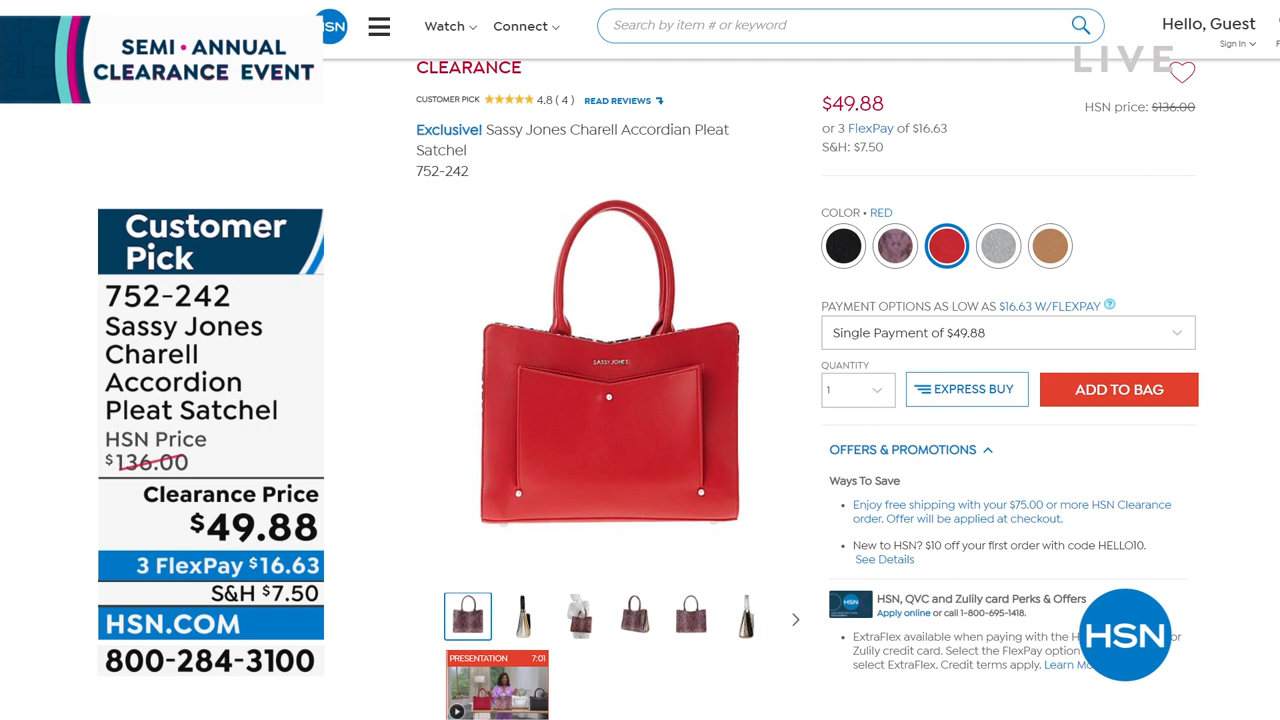 SEMI • ANNUAL
CLEARANCE EVENT
HSN
Watch
Connect
Search by item # or keyword
Hello, Guest
Sign In
LIVE
CLEARANCE
CUSTOMER PICK 4.8 ( 4 ) READ REVIEWS
Exclusive! Sassy Jones Charell Accordian Pleat
Satchel
752-242
$49.88
HSN price: $136.00
or 3 FlexPay of $16.63
S&H: $7.50
COLOR • RED
PAYMENT OPTIONS AS LOW AS $16.63 W/FLEXPAY ?
Single Payment of $49.88
QUANTITY
1
EXPRESS BUY
ADD TO BAG
OFFERS & PROMOTIONS
Ways To Save
• Enjoy free shipping with your $75.00 or more HSN Clearance
order. Offer will be applied at checkout.
• New to HSN? $10 off your first order with code HELLO10.
See Details
HSN, QVC and Zulily card Perks & Offers
Apply online or call 1-800-695-1418.
• ExtraFlex available when paying with the H or
Zulily credit card. Select the FlexPay option
select ExtraFlex. Credit terms apply. Learn Mo
HSN
SASSY JONES
PRESENTATION 7:01
Customer
Pick
752-242
Sassy Jones
Charell
Accordion
Pleat Satchel
HSN Price
$136.00
Clearance Price
$49.88
3 FlexPay $16.63
S&H $7.50
HSN.COM
800-284-3100